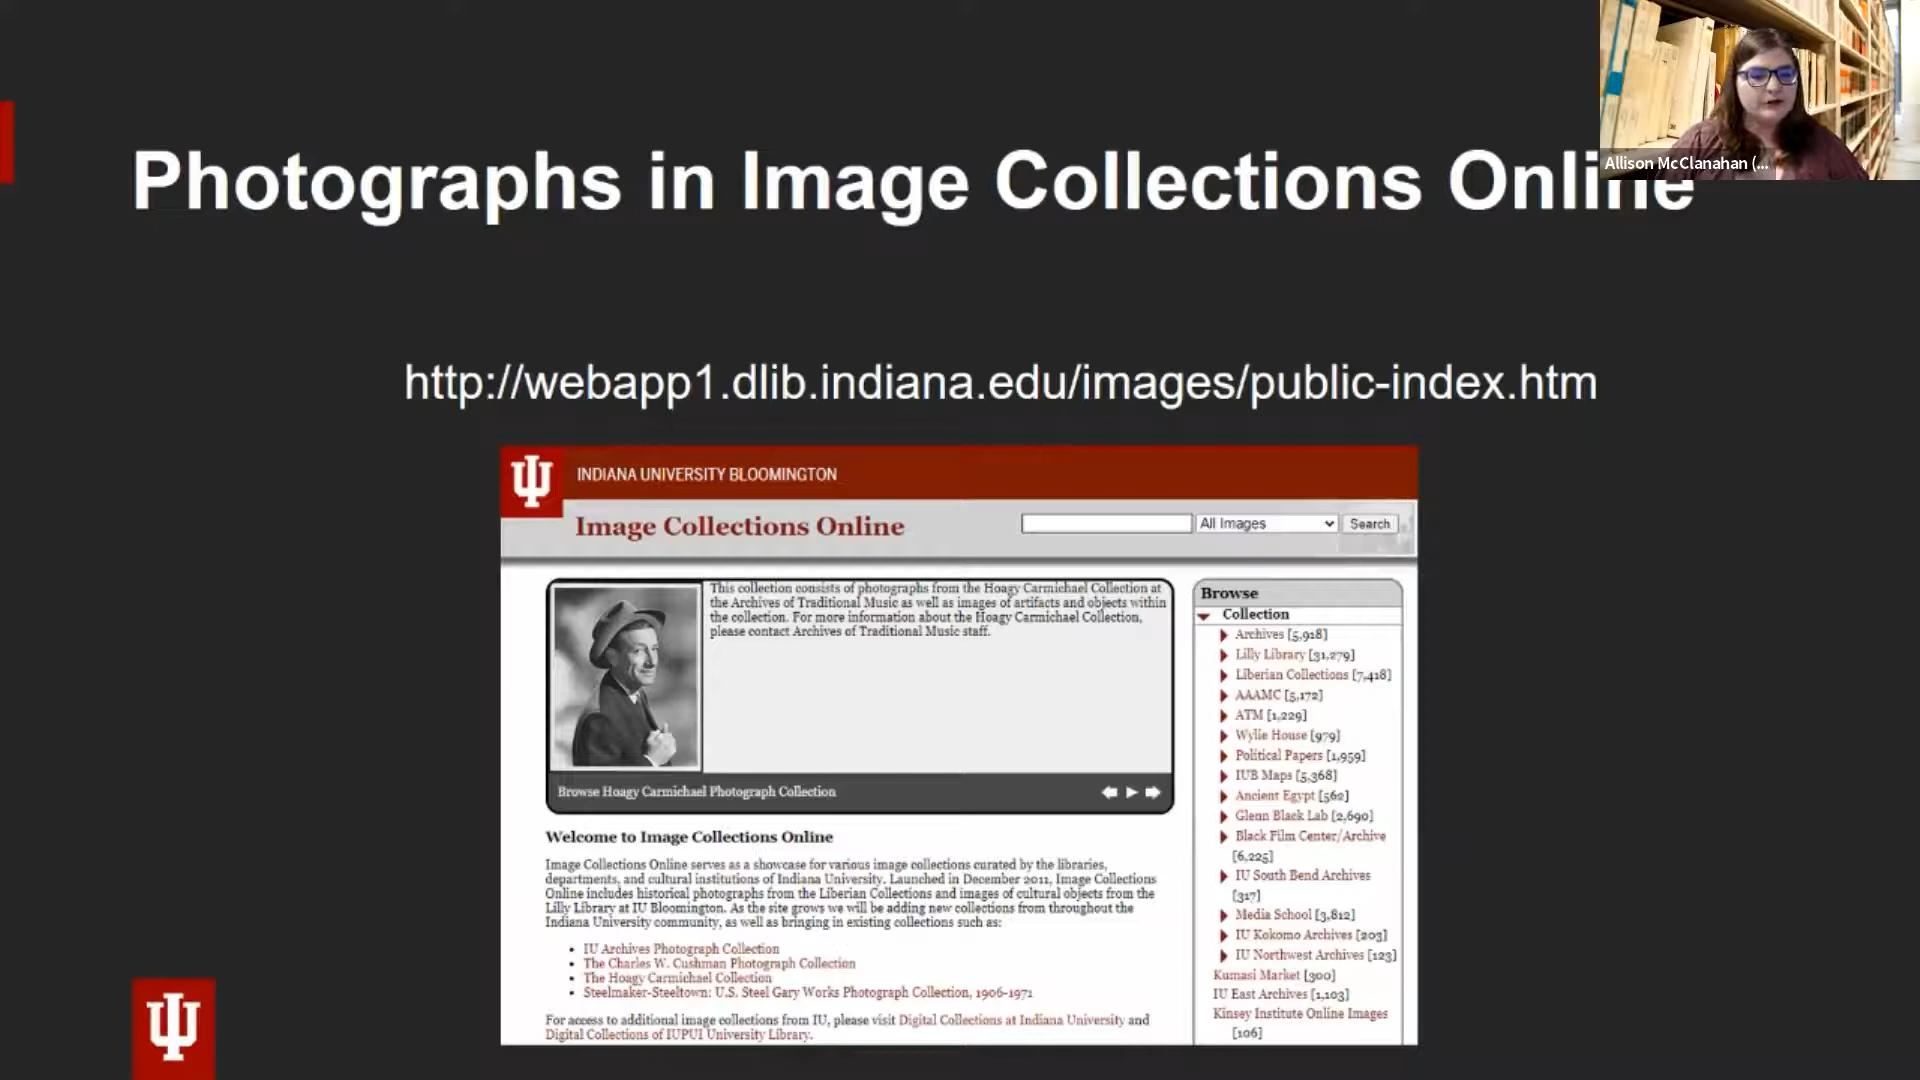 Photographs in Image Collections Online
Allison McClanahan (...
http://webapp1.dlib.indiana.edu/images/public-index.htm
INDIANA UNIVERSITY BLOOMINGTON
Image Collections Online
All Images
Search
This collection consists of photographs from the Hoagy Carmichael Collection at
the Archives of Traditional Music as well as images of artifacts and objects within
the collection. For more information about the Hoagy Carmichael Collection,
please contact Archives of Traditional Music staff.
Browse Hoagy Carmichael Photograph Collection
Welcome to Image Collections Online
Image Collections Online serves as a showcase for various image collections curated by the libraries,
departments, and cultural institutions of Indiana University. Launched in December 2011, Image Collections
Online includes historical photographs from the Liberian Collections and images of cultural objects from the
Lilly Library at IU Bloomington. As the site grows we will be adding new collections from throughout the
Indiana University community, as well as bringing in existing collections such as:
• IU Archives Photograph Collection
• The Charles W. Cushman Photograph Collection
• The Hoagy Carmichael Collection
• Steelmaker-Steeltown: U.S. Steel Gary Works Photograph Collection, 1906-1971
For access to additional image collections from IU, please visit Digital Collections at Indiana University and
Digital Collections of IUPUI University Library.
Browse
Collection
Archives [5,918]
Lilly Library [31,279]
Liberian Collections [7,418]
AAAMC [5,172]
ATM [1,229]
Wylie House [979]
Political Papers [1,959]
IUB Maps [5,368]
Ancient Egypt [562]
Glenn Black Lab [2,690]
Black Film Center/Archive
[6,225]
IU South Bend Archives
[317]
Media School [3,812]
IU Kokomo Archives [203]
IU Northwest Archives [123]
Kumasi Market [300]
IU East Archives [1,103]
Kinsey Institute Online Images
[106]